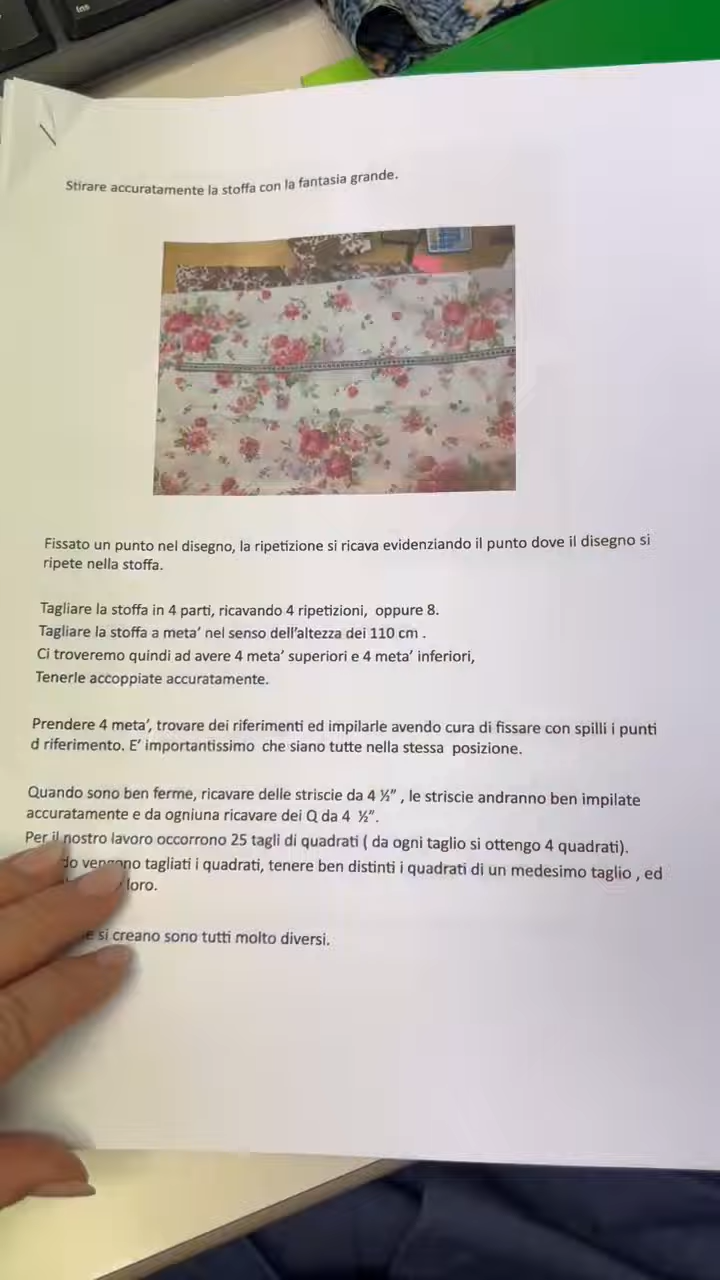 Ins
Stirare accuratamente la stoffa con la fantasia grande.
Fissato un punto nel disegno, la ripetizione si ricava evidenziando il punto dove il disegno si
ripete nella stoffa.
Tagliare la stoffa in 4 parti, ricavando 4 ripetizioni, oppure 8.
Tagliare la stoffa a meta’ nel senso dell’altezza dei 110 cm .
Ci troveremo quindi ad avere 4 meta’ superiori e 4 meta’ inferiori,
Tenerle accoppiate accuratamente.
Prendere 4 meta’, trovare dei riferimenti ed impilarle avendo cura di fissare con spilli i punti
d riferimento. E’ importantissimo che siano tutte nella stessa posizione.
Quando sono ben ferme, ricavare delle striscie da 4 ½” , le striscie andranno ben impilate
accuratamente e da ogniuna ricavare dei Q da 4 ½”.
Per il nostro lavoro occorrono 25 tagli di quadrati ( da ogni taglio si ottengo 4 quadrati).
do vengono tagliati i quadrati, tenere ben distinti i quadrati di un medesimo taglio , ed
loro.
e si creano sono tutti molto diversi.